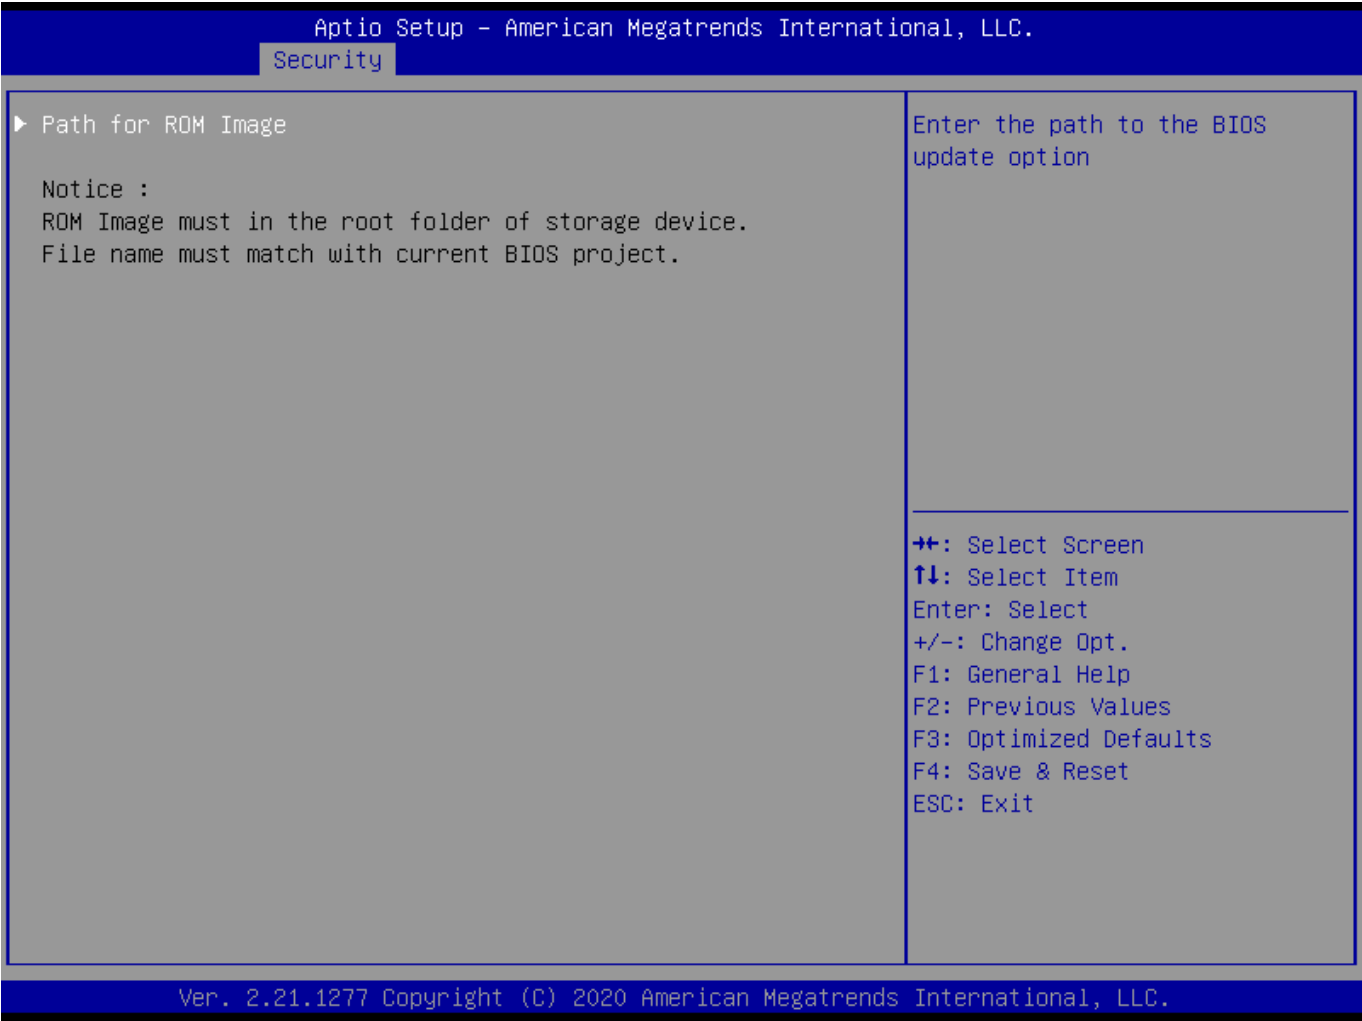 Aptio Setup – American Megatrends International, LLC.
Security
▶ Path for ROM Image
Notice :
ROM Image must in the root folder of storage device.
File name must match with current BIOS project.
Enter the path to the BIOS
update option
→←: Select Screen
↑↓: Select Item
Enter: Select
+/-: Change Opt.
F1: General Help
F2: Previous Values
F3: Optimized Defaults
F4: Save & Reset
ESC: Exit
Ver. 2.21.1277 Copyright (C) 2020 American Megatrends International, LLC.